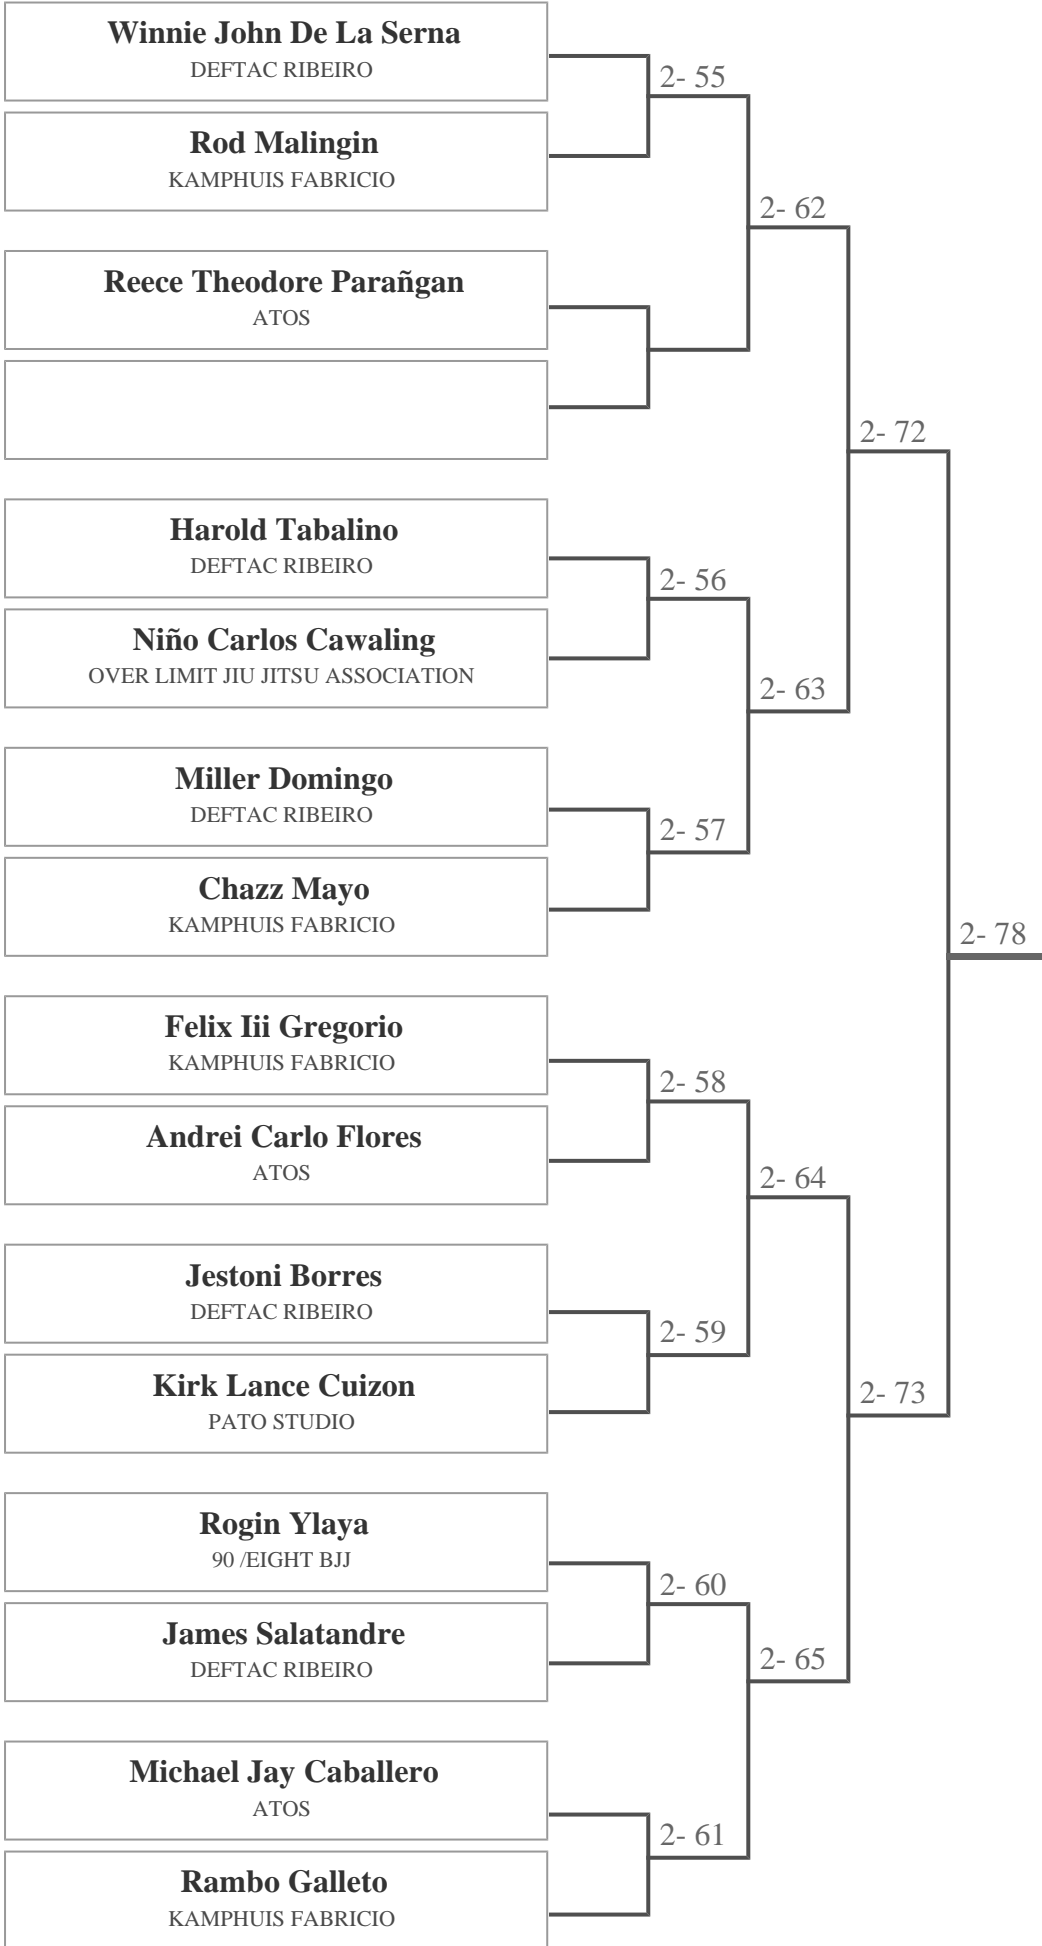 Winnie John De La Serna
DEFTAC RIBEIRO
2- 55
Rod Malingin
KAMPHUIS FABRICIO
2- 62
Reece Theodore Parañgan
ATOS
2- 72
Harold Tabalino
DEFTAC RIBEIRO
2- 56
Niño Carlos Cawaling
OVER LIMIT JIU JITSU ASSOCIATION
2- 63
Miller Domingo
DEFTAC RIBEIRO
2- 57
Chazz Mayo
KAMPHUIS FABRICIO
2- 78
Felix Iii Gregorio
KAMPHUIS FABRICIO
2- 58
Andrei Carlo Flores
ATOS
2- 64
Jestoni Borres
DEFTAC RIBEIRO
2- 59
Kirk Lance Cuizon
PATO STUDIO
2- 73
Rogin Ylaya
90 /EIGHT BJJ
2- 60
James Salatandre
DEFTAC RIBEIRO
2- 65
Michael Jay Caballero
ATOS
2- 61
Rambo Galleto
KAMPHUIS FABRICIO